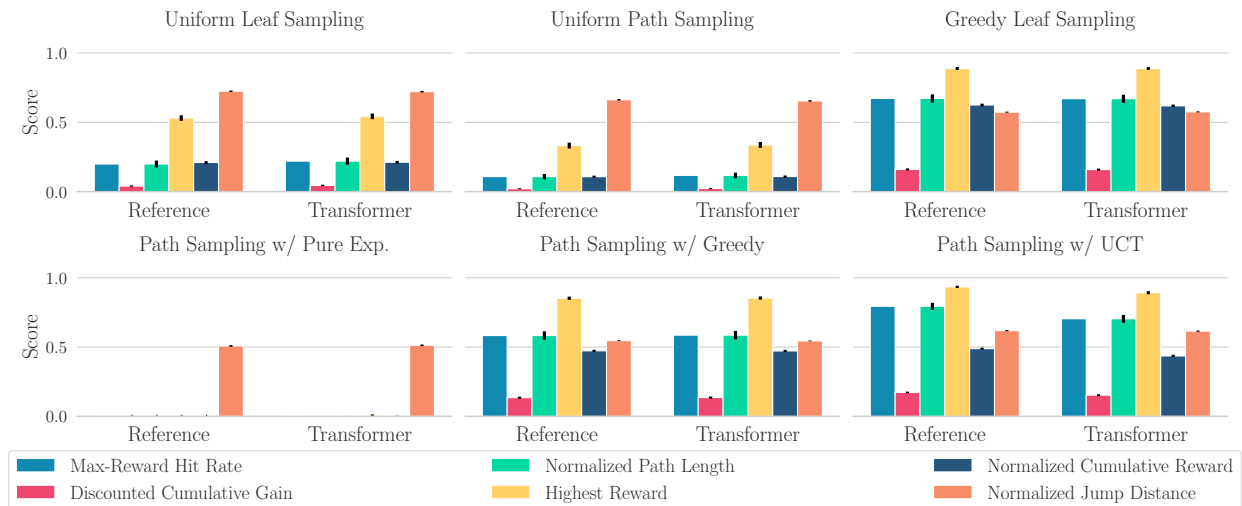 Uniform Leaf Sampling
Uniform Path Sampling
Greedy Leaf Sampling
1.0
0.5
0.0
Score
Reference
Transformer
Reference
Transformer
Reference
Transformer
Path Sampling w/ Pure Exp.
Path Sampling w/ Greedy
Path Sampling w/ UCT
1.0
0.5
0.0
Score
Reference
Transformer
Reference
Transformer
Reference
Transformer
Max-Reward Hit Rate
Normalized Path Length
Normalized Cumulative Reward
Discounted Cumulative Gain
Highest Reward
Normalized Jump Distance